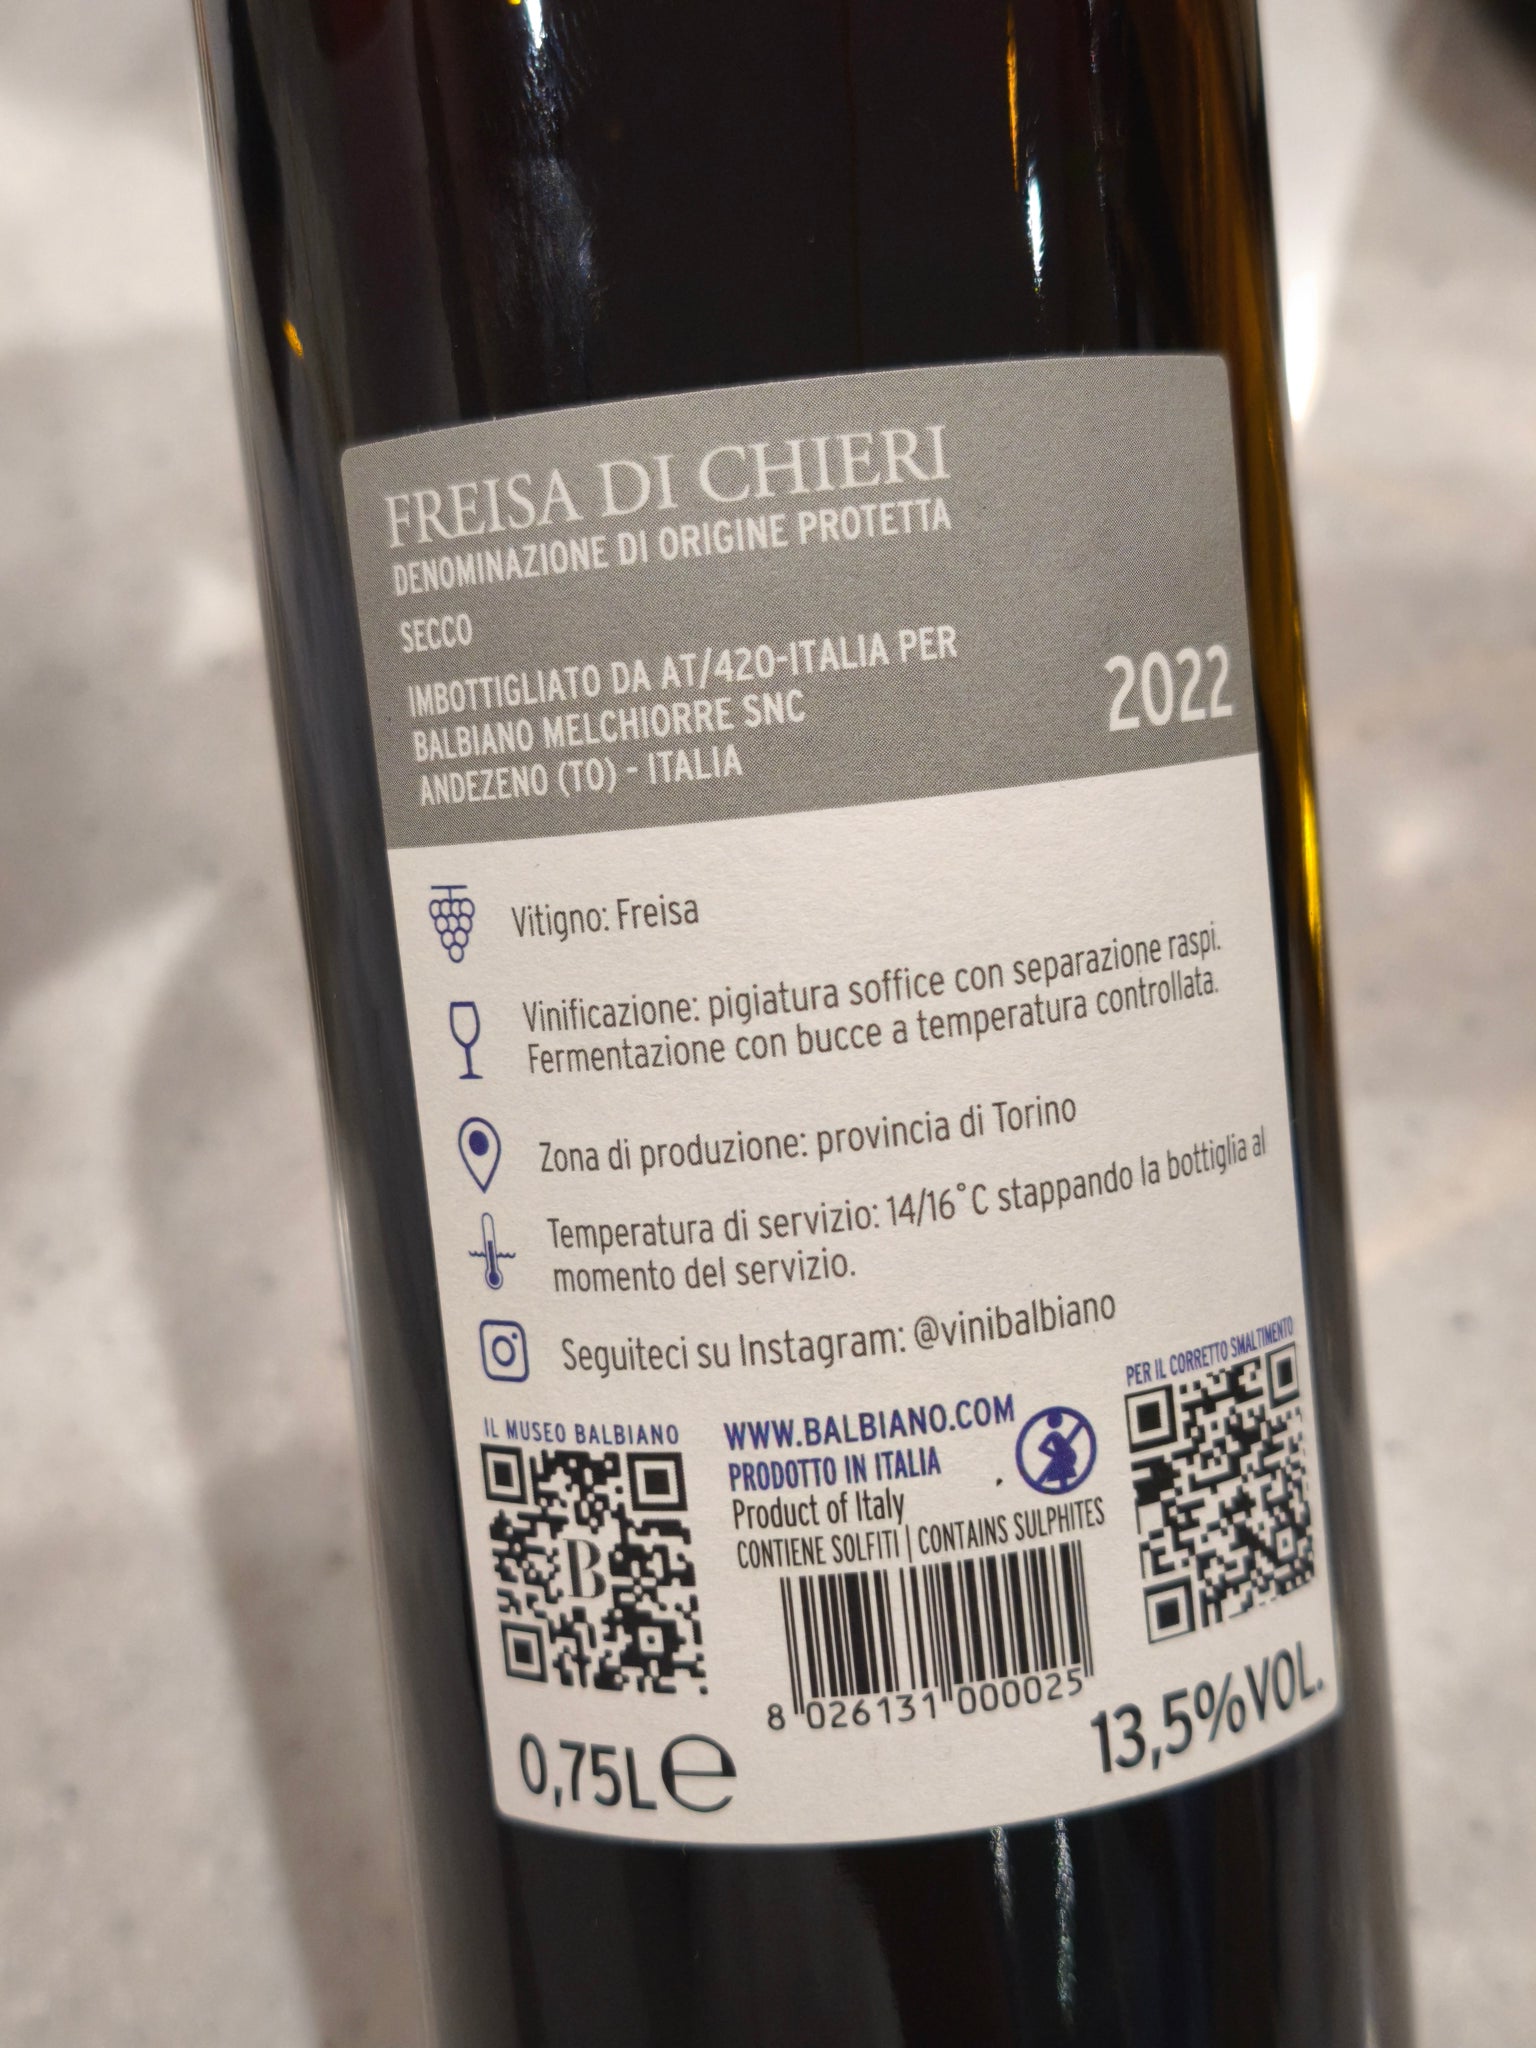 FREISA DI CHIERI
DENOMINAZIONE DI ORIGINE PROTETTA
SECCO
IMBOTTIGLIATO DA AT/420-ITALIA PER
BALBIANO MELCHIORRE SNC
ANDEZENO (TO) - ITALIA
2022
Vitigno: Freisa
Vinificazione: pigiatura soffice con separazione raspi.
Fermentazione con bucce a temperatura controllata.
Zona di produzione: provincia di Torino
Temperatura di servizio: 14/16°C stappando la bottiglia al
momento del servizio.
Seguiteci su Instagram: @vinibalbiano
IL MUSEO BALBIANO
B
WWW.BALBIANO.COM
PRODOTTO IN ITALIA
Product of Italy
CONTIENE SOLFITI | CONTAINS SULPHITES
PER IL CORRETTO SMALTIMENTO
8 026131 000025
0,75L e
13,5%VOL.